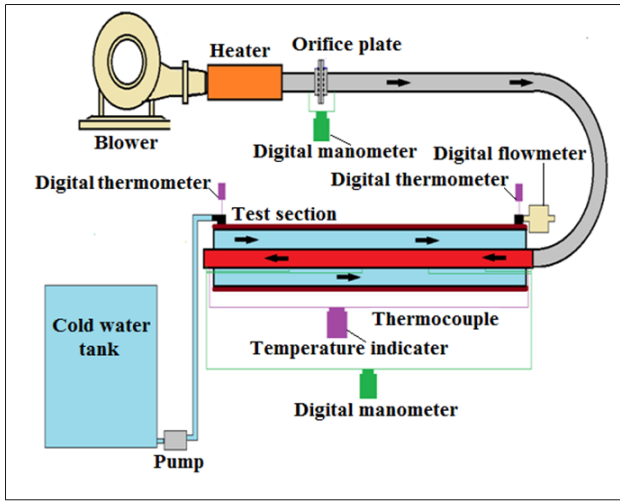 Orifice plate
Heater
Blower
Digital manometer
Digital flowmeter
Digital thermometer
Digital thermometer
Test section
Cold water
tank
Thermocouple
Temperature indicater
Digital manometer
Pump